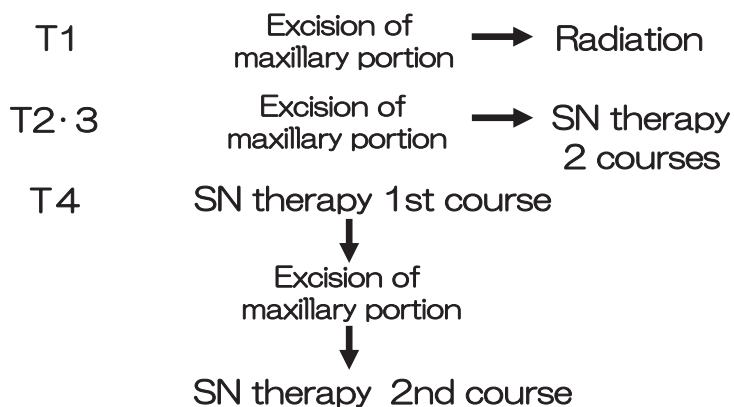 T1 Excision of maxillary portion Radiation
T2·3 Excision of maxillary portion SN therapy 2 courses
T4 SN therapy 1st course
Excision of
maxillary portion
SN therapy 2nd course